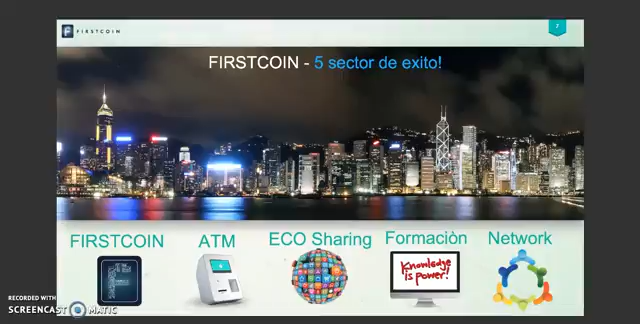 FIRSTCOIN
7
FIRSTCOIN - 5 sector de exito!
FIRSTCOIN
ATM
ECO Sharing
Formaciòn
Network
Knowledge
is power!
RECORDED WITH
SCREENCAST MATIC